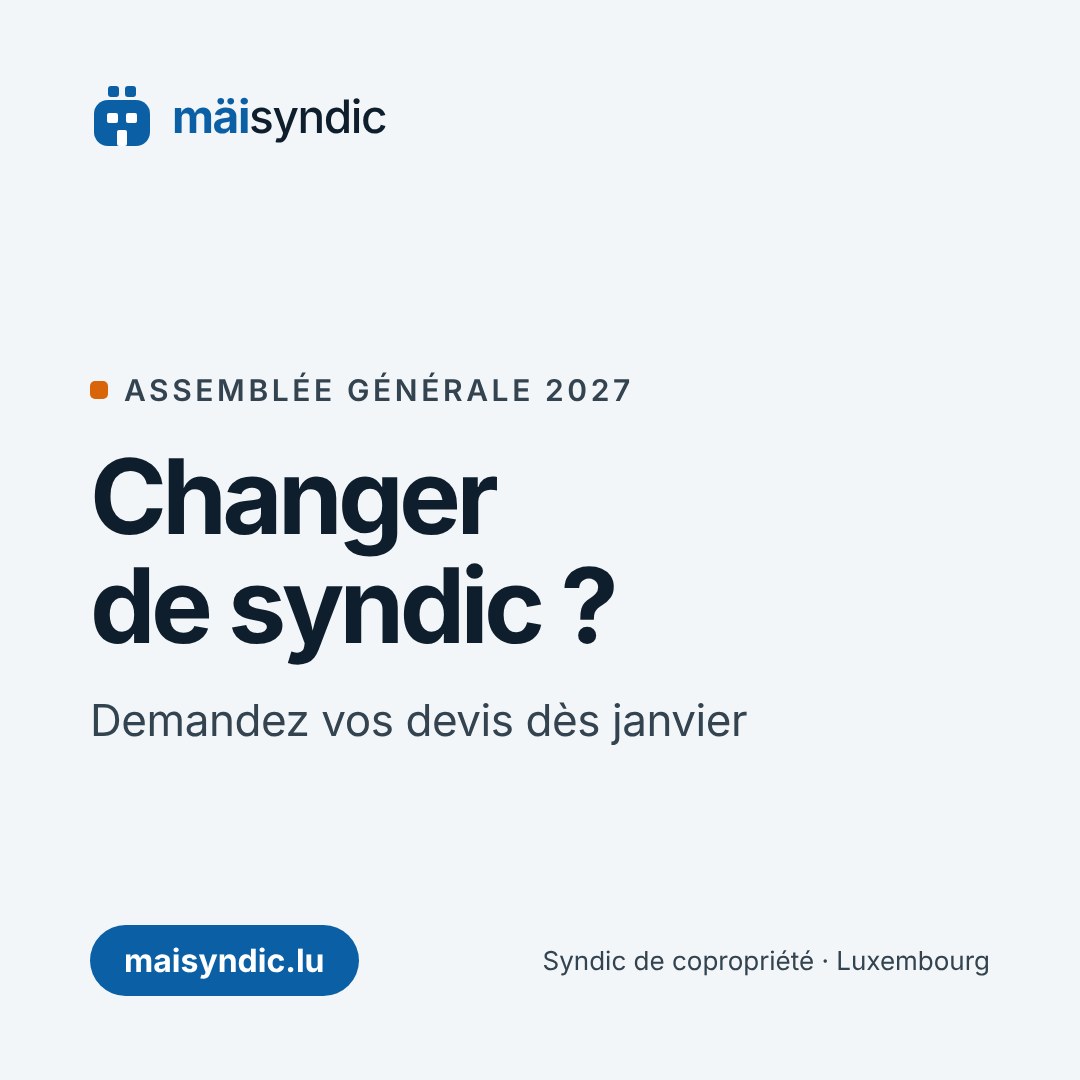 mäisyndic
ASSEMBLÉE GÉNÉRALE 2027
Changer
de syndic ?
Demandez vos devis dès janvier
maisyndic.lu
Syndic de copropriété · Luxembourg